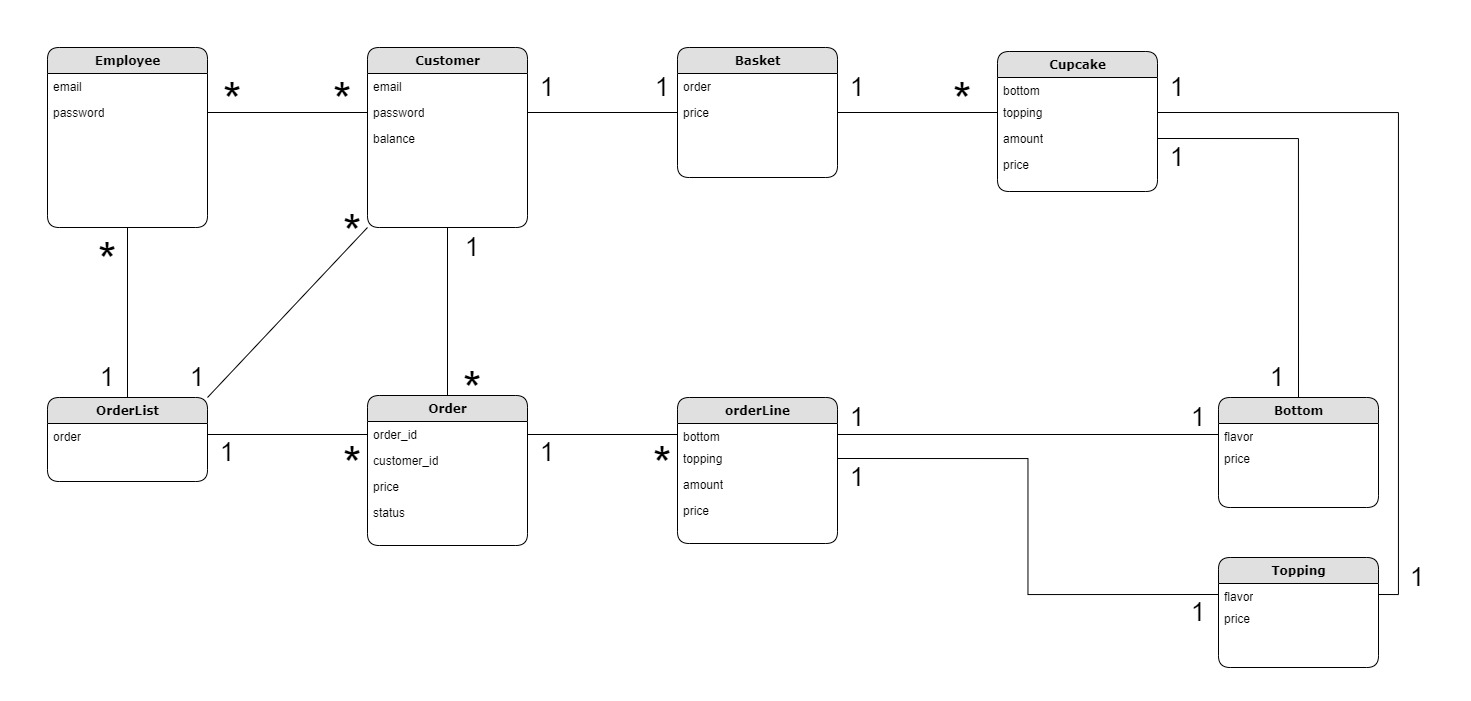 Employee
email
password
Customer
email
password
balance
Basket
order
price
Cupcake
bottom
topping
amount
price
* * 1 1 1 * 1
1
* * 1
1 1 * 1
OrderList
order
Order
order_id
customer_id
price
status
orderLine
bottom
topping
amount
price
Bottom
flavor
price
1 1
1 * 1 * 1
Topping
flavor
price
1
1